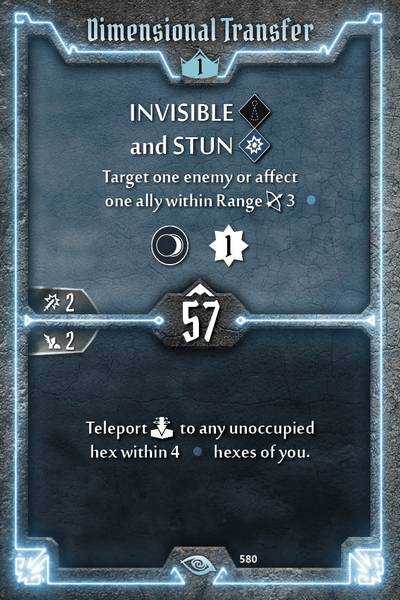 Dimensional Transfer
1
INVISIBLE
and STUN
Target one enemy or affect
one ally within Range 3
1
2
57
2
Teleport to any unoccupied
hex within 4 hexes of you.
580